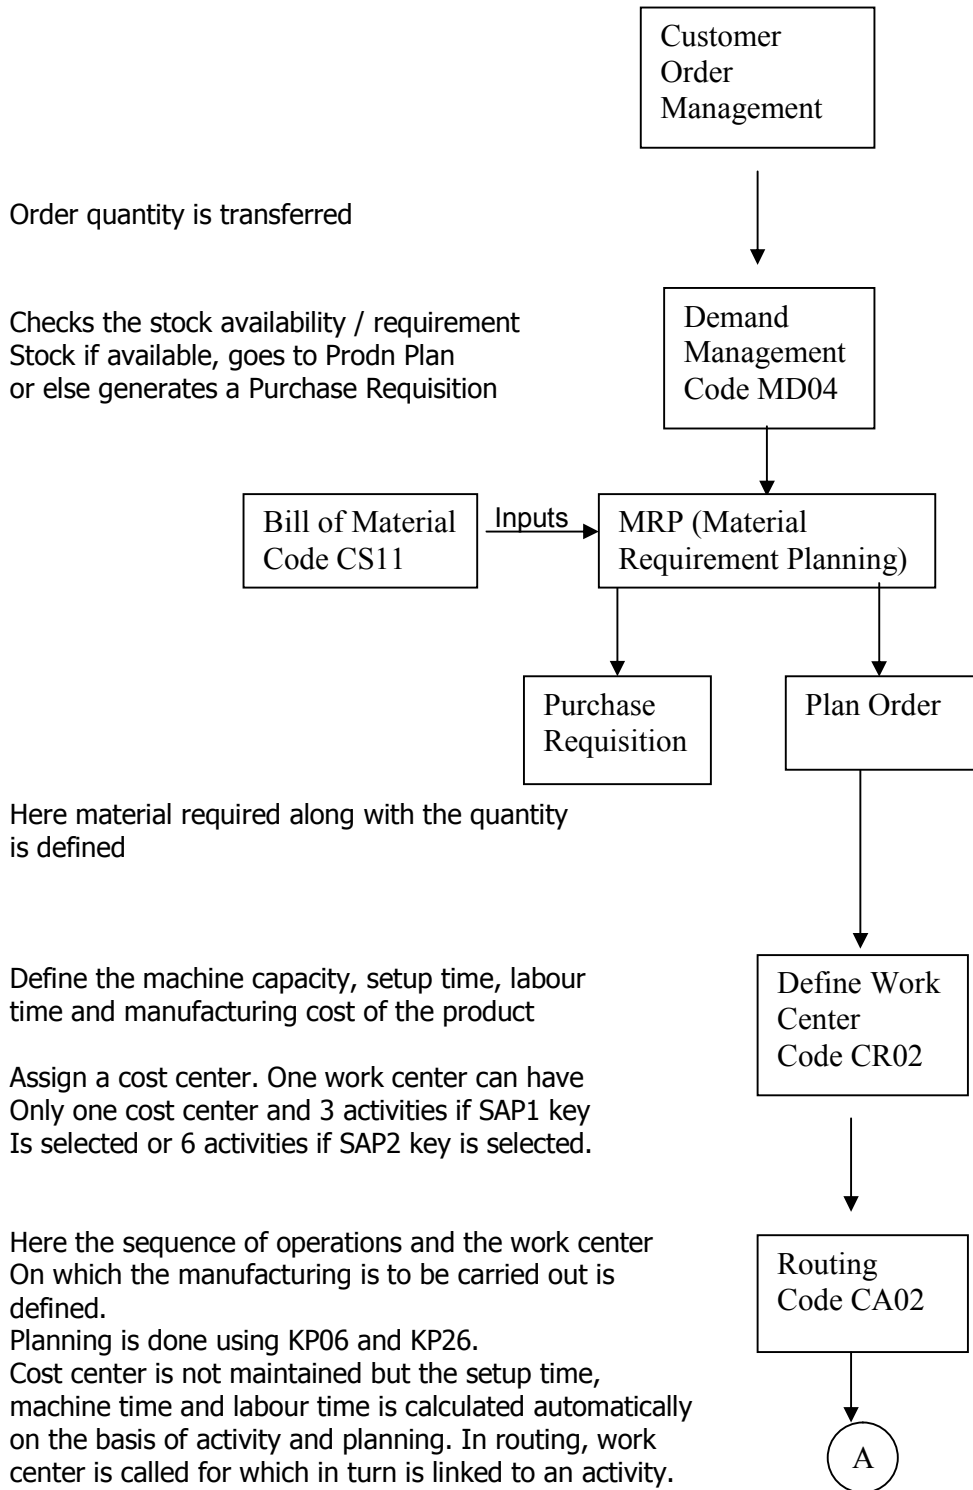 Customer
Order
Management
Order quantity is transferred
Checks the stock availability / requirement
Stock if available, goes to Prodn Plan
or else generates a Purchase Requisition
Demand
Management
Code MD04
Bill of Material
Code CS11
Inputs
MRP (Material
Requirement Planning)
Purchase
Requisition
Plan Order
Here material required along with the quantity
is defined
Define the machine capacity, setup time, labour
time and manufacturing cost of the product
Assign a cost center. One work center can have
Only one cost center and 3 activities if SAP1 key
Is selected or 6 activities if SAP2 key is selected.
Define Work
Center
Code CR02
Here the sequence of operations and the work center
On which the manufacturing is to be carried out is
defined.
Planning is done using KP06 and KP26.
Cost center is not maintained but the setup time,
machine time and labour time is calculated automatically
on the basis of activity and planning. In routing, work
center is called for which in turn is linked to an activity.
Routing
Code CA02
A